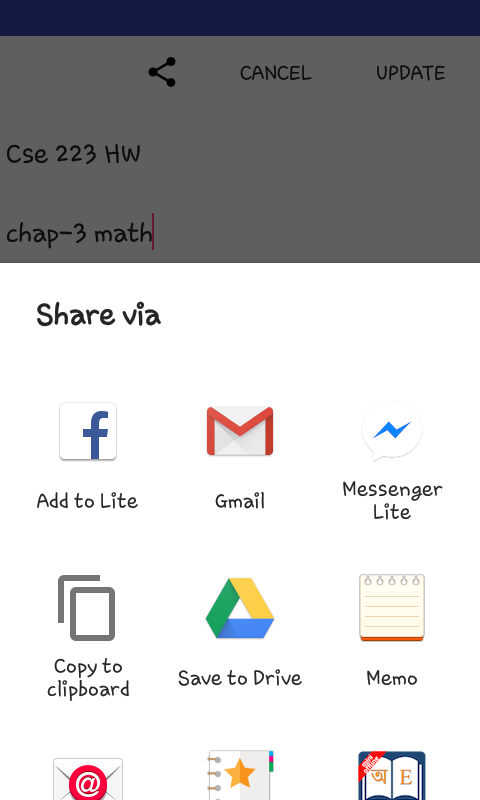 CANCEL UPDATE
Cse 223 HW
chap-3 math
Share via
Add to Lite
Gmail
Messenger
Lite
Copy to
clipboard
Save to Drive
Memo
অ E